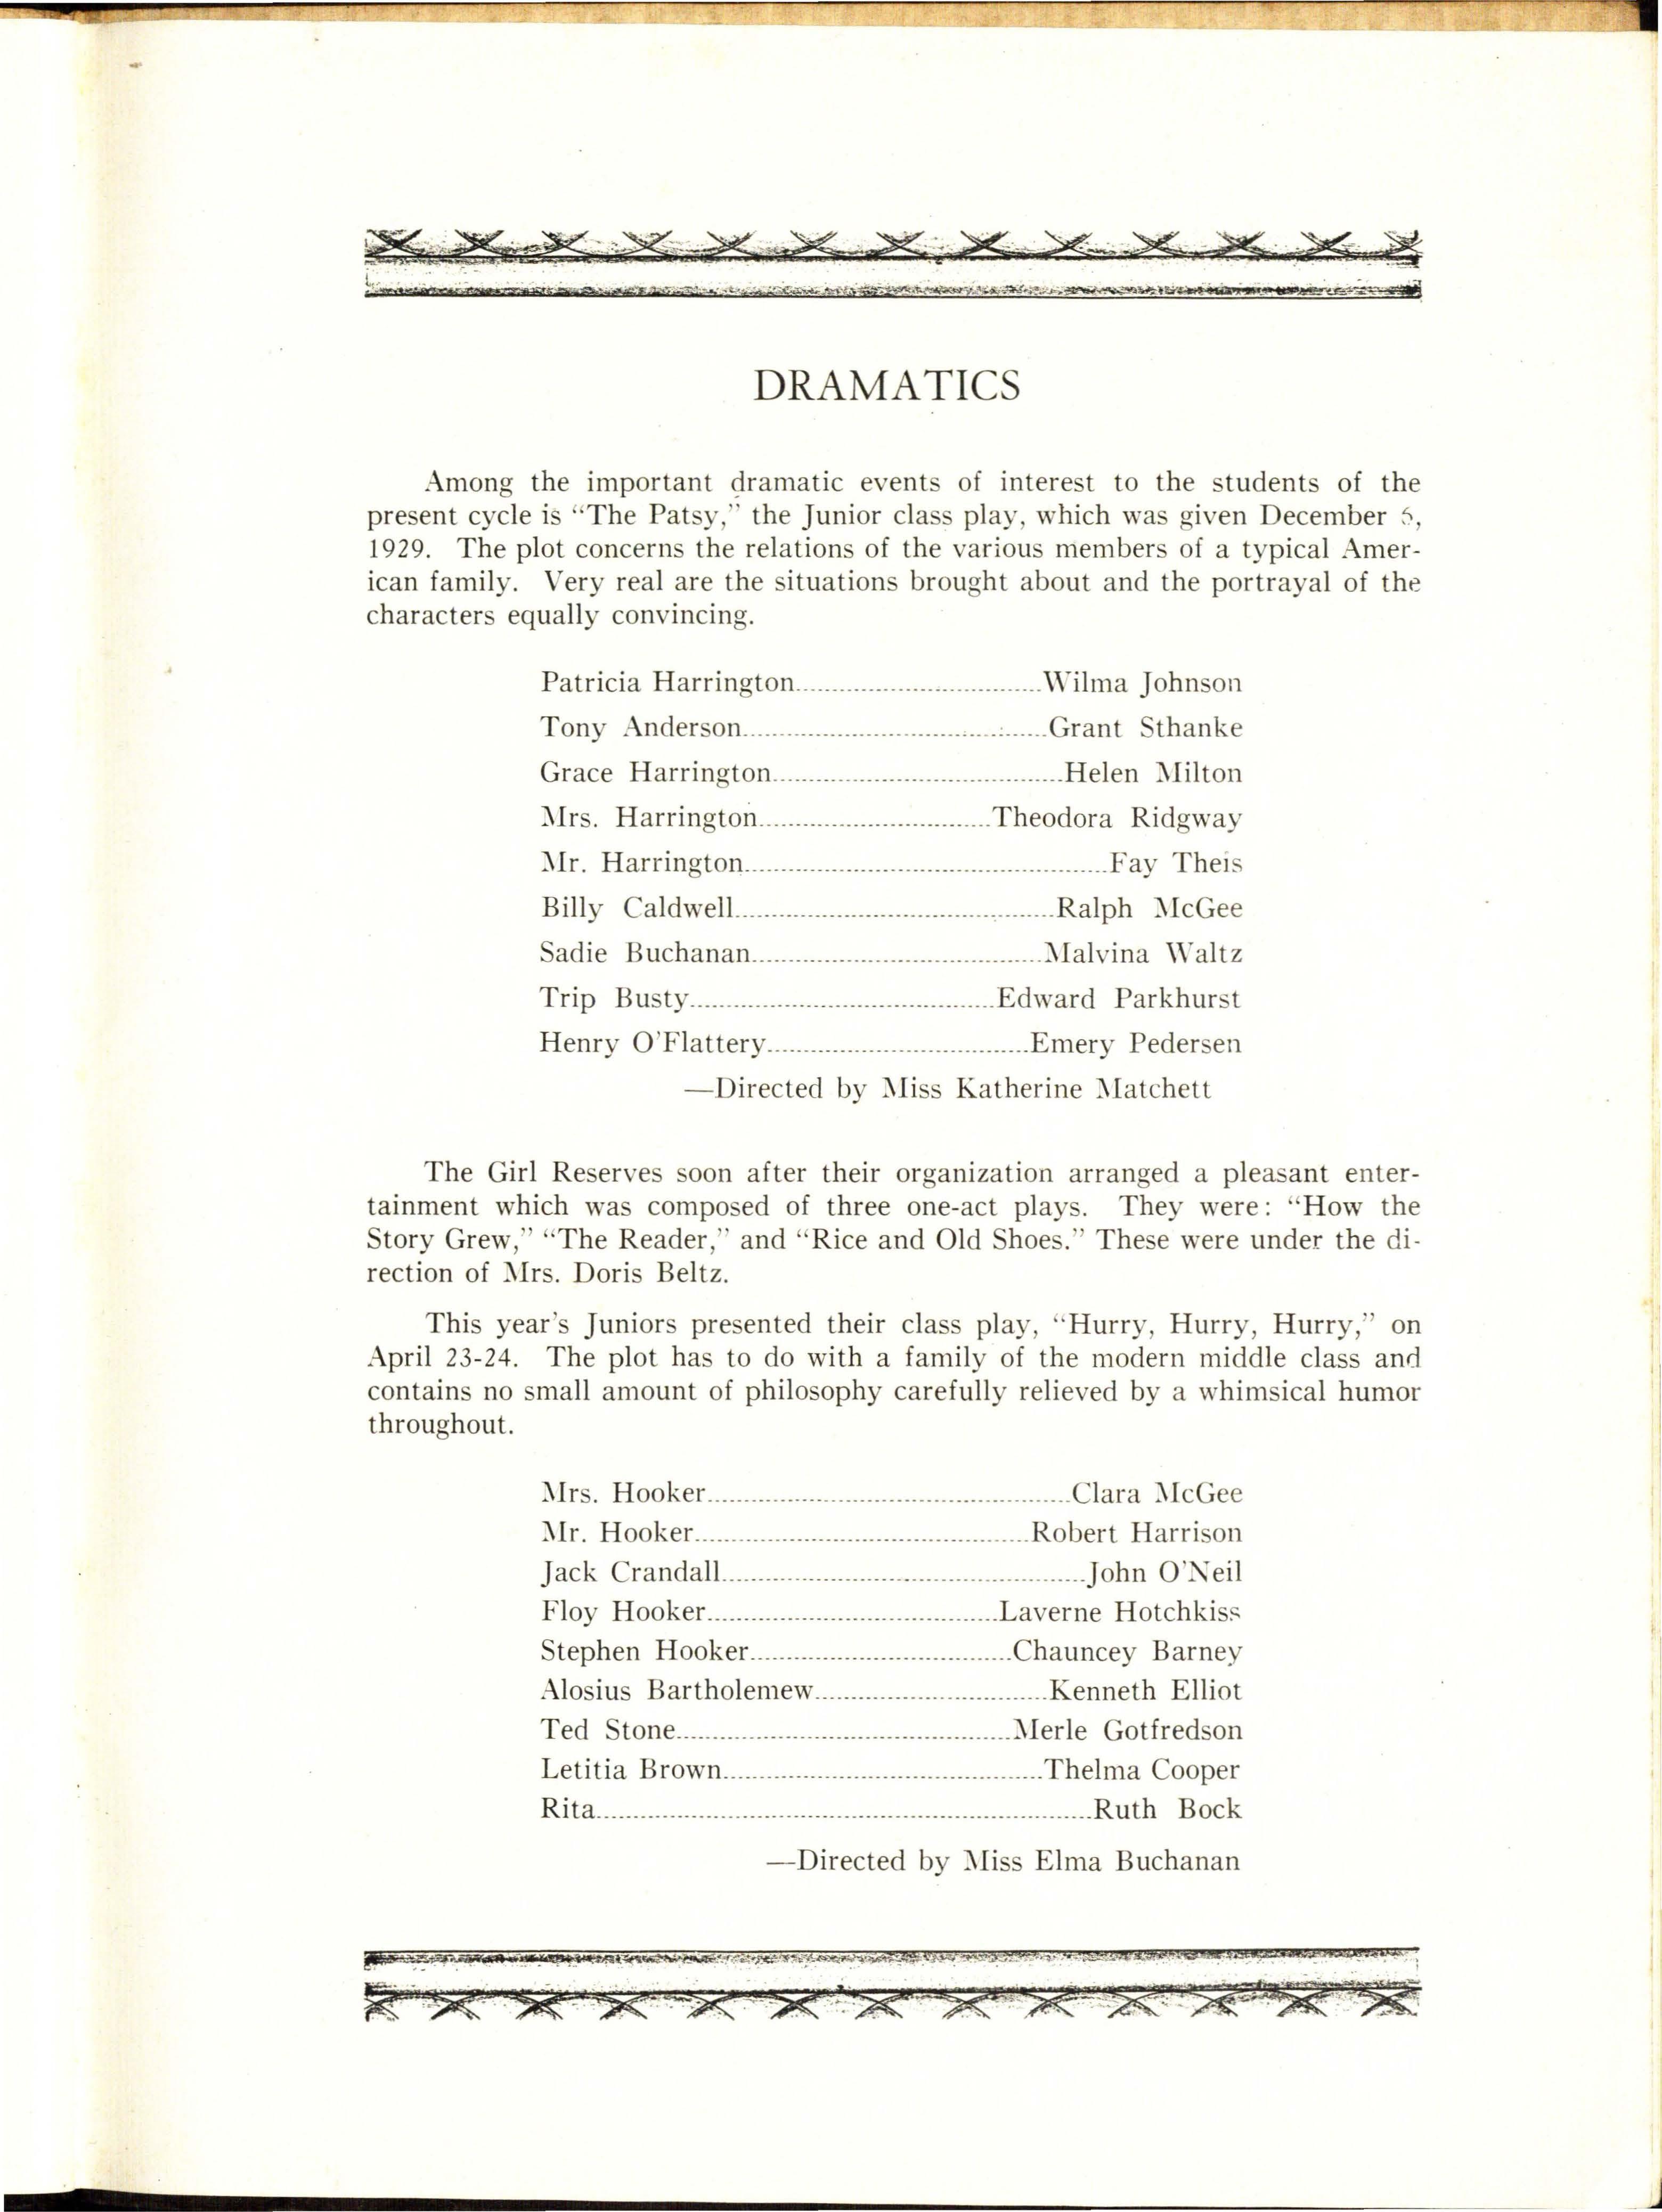 DRAMATICS
Among the important dramatic events of interest to the students of the
present cycle is “The Patsy,” the Junior class play, which was given December 6,
1929. The plot concerns the relations of the various members of a typical Amer-
ican family. Very real are the situations brought about and the portrayal of the
characters equally convincing.
Patricia Harrington..............................Wilma Johnson
Tony Anderson..............................Grant Sthanke
Grace Harrington..............................Helen Milton
Mrs. Harrington..............................Theodora Ridgway
Mr. Harrington..............................Fay Theis
Billy Caldwell..............................Ralph McGee
Sadie Buchanan..............................Malvina Waltz
Trip Busty..............................Edward Parkhurst
Henry O'Flattery..............................Emery Pedersen
—Directed by Miss Katherine Matchett
The Girl Reserves soon after their organization arranged a pleasant enter-
tainment which was composed of three one-act plays. They were: “How the
Story Grew,” “The Reader,” and “Rice and Old Shoes.” These were under the di-
rection of Mrs. Doris Beltz.
This year's Juniors presented their class play, “Hurry, Hurry, Hurry,” on
April 23-24. The plot has to do with a family of the modern middle class and
contains no small amount of philosophy carefully relieved by a whimsical humor
throughout.
Mrs. Hooker..............................Clara McGee
Mr. Hooker..............................Robert Harrison
Jack Crandall..............................John O'Neil
Floy Hooker..............................Laverne Hotchkiss
Stephen Hooker..............................Chauncey Barney
Alosius Bartholemew..............................Kenneth Elliot
Ted Stone..............................Merle Gotfredson
Letitia Brown..............................Thelma Cooper
Rita..............................Ruth Bock
—Directed by Miss Elma Buchanan